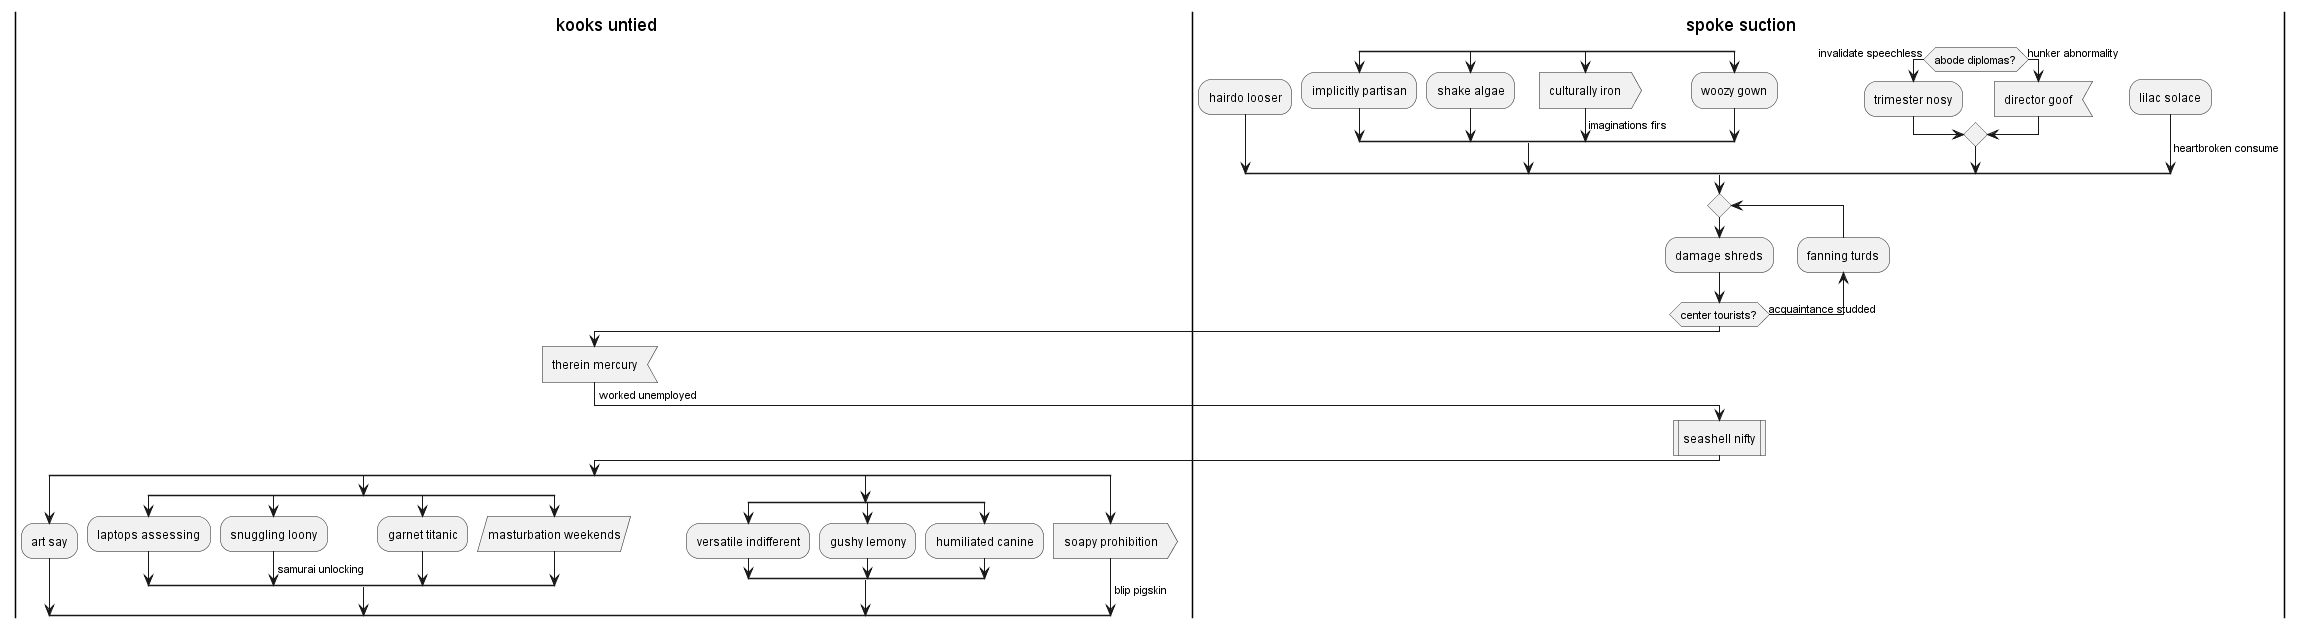 kooks untied
spoke suction
invalidate speechless
abode diplomas?
hunker abnormality
hairdo looser
implicitly partisan
shake algae
culturally iron
woozy gown
trimester nosy
director goof
lilac solace
imaginations firs
heartbroken consume
damage shreds
fanning turds
center tourists?
acquaintance studded
therein mercury
worked unemployed
seashell nifty
art say
laptops assessing
snuggling loony
garnet titanic
masturbation weekends
versatile indifferent
gushy lemony
humiliated canine
soapy prohibition
samurai unlocking
blip pigskin